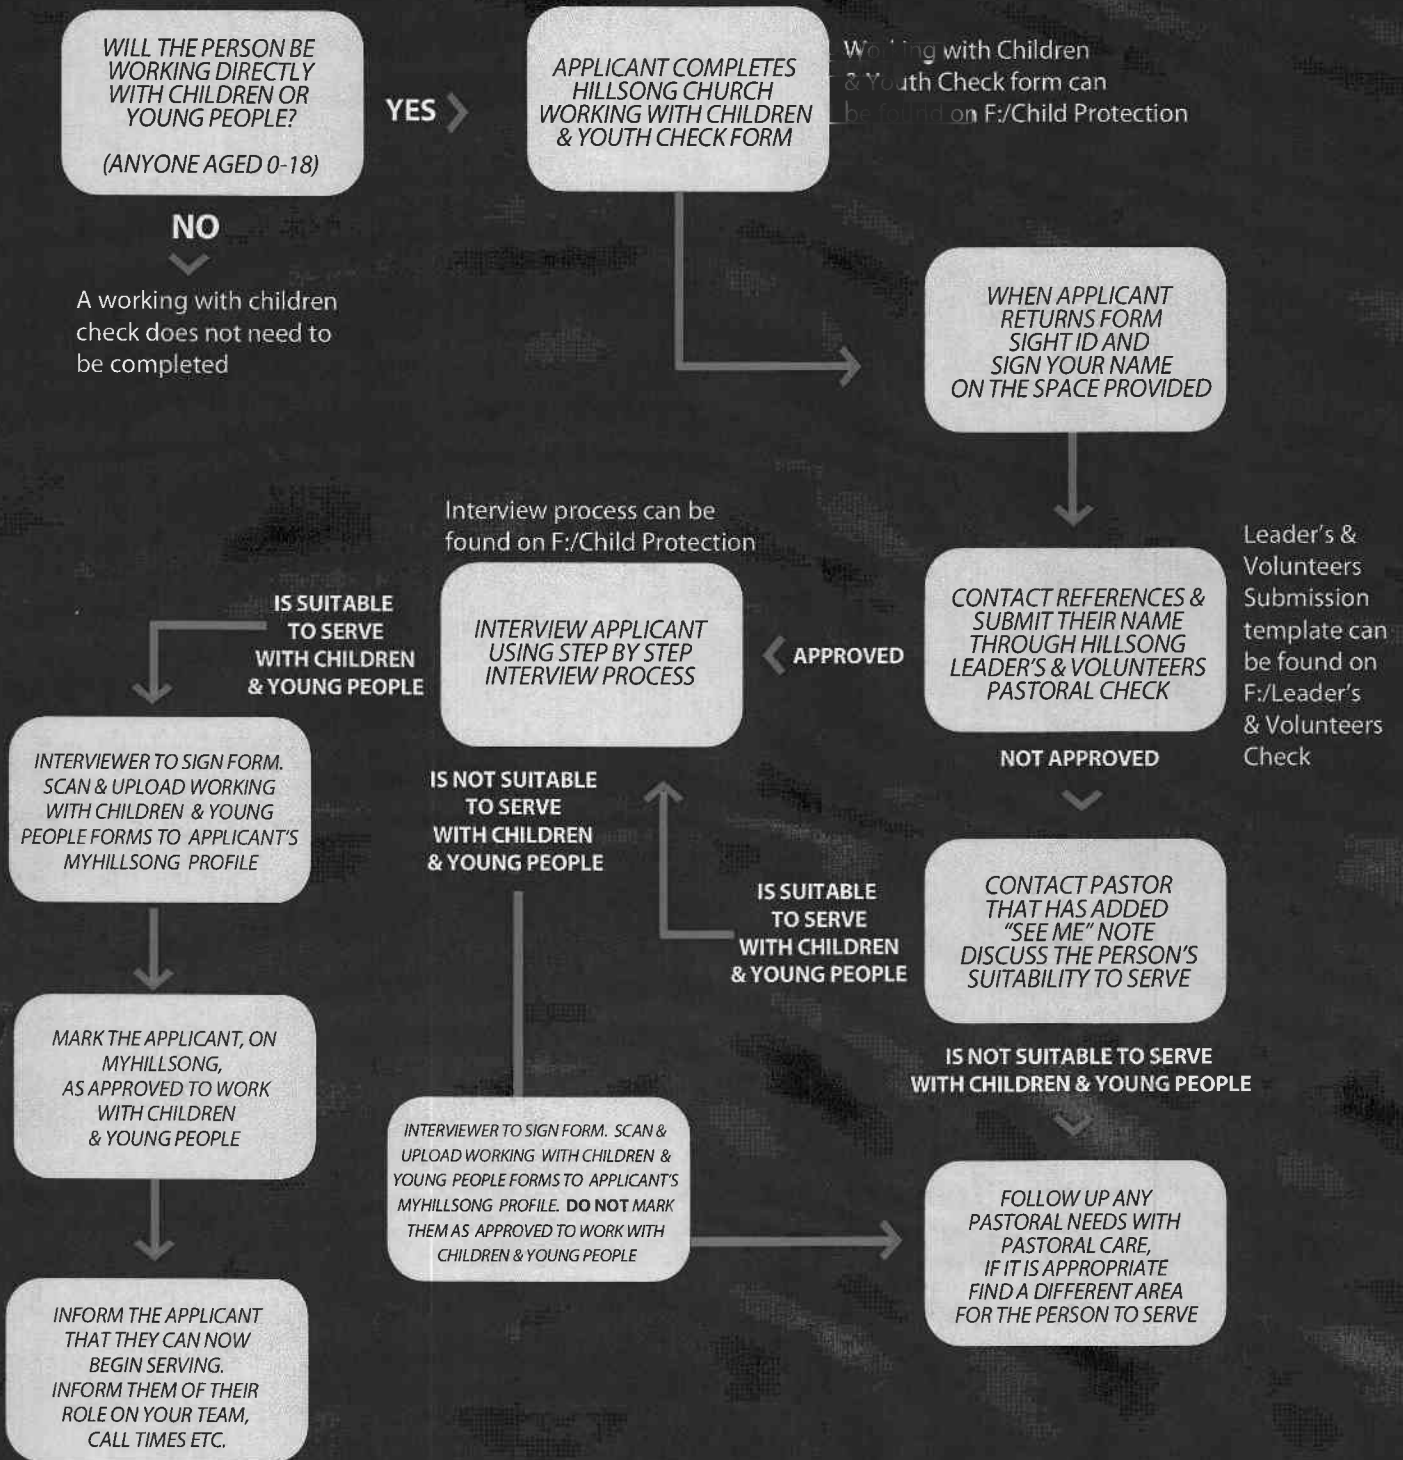 WILL THE PERSON BE
WORKING DIRECTLY
WITH CHILDREN OR
YOUNG PEOPLE?
(ANYONE AGED 0-18)
YES
APPLICANT COMPLETES
HILLSONG CHURCH
WORKING WITH CHILDREN
& YOUTH CHECK FORM
Working with Children
& Youth Check form can
be found on F:/Child Protection
NO
A working with children
check does not need to
be completed
WHEN APPLICANT
RETURNS FORM
SIGHT ID AND
SIGN YOUR NAME
ON THE SPACE PROVIDED
CONTACT REFERENCES &
SUBMIT THEIR NAME
THROUGH HILLSONG
LEADER'S & VOLUNTEERS
PASTORAL CHECK
Leader's &
Volunteers
Submission
template can
be found on
F:/Leader's
& Volunteers
Check
APPROVED
Interview process can be
found on F:/Child Protection
INTERVIEW APPLICANT
USING STEP BY STEP
INTERVIEW PROCESS
IS SUITABLE
TO SERVE
WITH CHILDREN
& YOUNG PEOPLE
INTERVIEWER TO SIGN FORM.
SCAN & UPLOAD WORKING
WITH CHILDREN & YOUNG
PEOPLE FORMS TO APPLICANT'S
MYHILLSONG PROFILE
MARK THE APPLICANT, ON
MYHILLSONG,
AS APPROVED TO WORK
WITH CHILDREN
& YOUNG PEOPLE
INFORM THE APPLICANT
THAT THEY CAN NOW
BEGIN SERVING.
INFORM THEM OF THEIR
ROLE ON YOUR TEAM,
CALL TIMES ETC.
IS NOT SUITABLE
TO SERVE
WITH CHILDREN
& YOUNG PEOPLE
INTERVIEWER TO SIGN FORM. SCAN &
UPLOAD WORKING WITH CHILDREN &
YOUNG PEOPLE FORMS TO APPLICANT'S
MYHILLSONG PROFILE. DO NOT MARK
THEM AS APPROVED TO WORK WITH
CHILDREN & YOUNG PEOPLE
NOT APPROVED
CONTACT PASTOR
THAT HAS ADDED
"SEE ME" NOTE
DISCUSS THE PERSON'S
SUITABILITY TO SERVE
IS SUITABLE
TO SERVE
WITH CHILDREN
& YOUNG PEOPLE
IS NOT SUITABLE TO SERVE
WITH CHILDREN & YOUNG PEOPLE
FOLLOW UP ANY
PASTORAL NEEDS WITH
PASTORAL CARE,
IF IT IS APPROPRIATE
FIND A DIFFERENT AREA
FOR THE PERSON TO SERVE